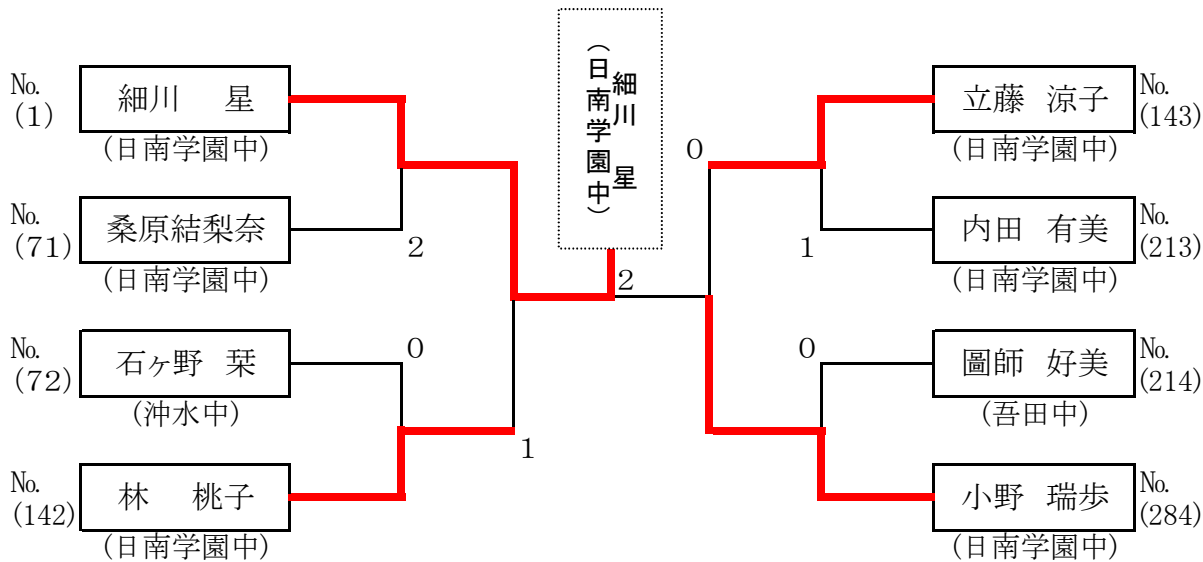 No.
(1)
細川　星
(日南学園中)
No.
(71)
桑原結梨奈
(日南学園中)
2
No.
(72)
石ヶ野 栞
(沖水中)
0
No.
(142)
林　桃子
(日南学園中)
1
細川　星
(日南学園中)
2
0
立藤 涼子
(日南学園中)
No.
(143)
1
内田 有美
(日南学園中)
No.
(213)
0
圖師 好美
(吾田中)
No.
(214)
小野 瑞歩
(日南学園中)
No.
(284)